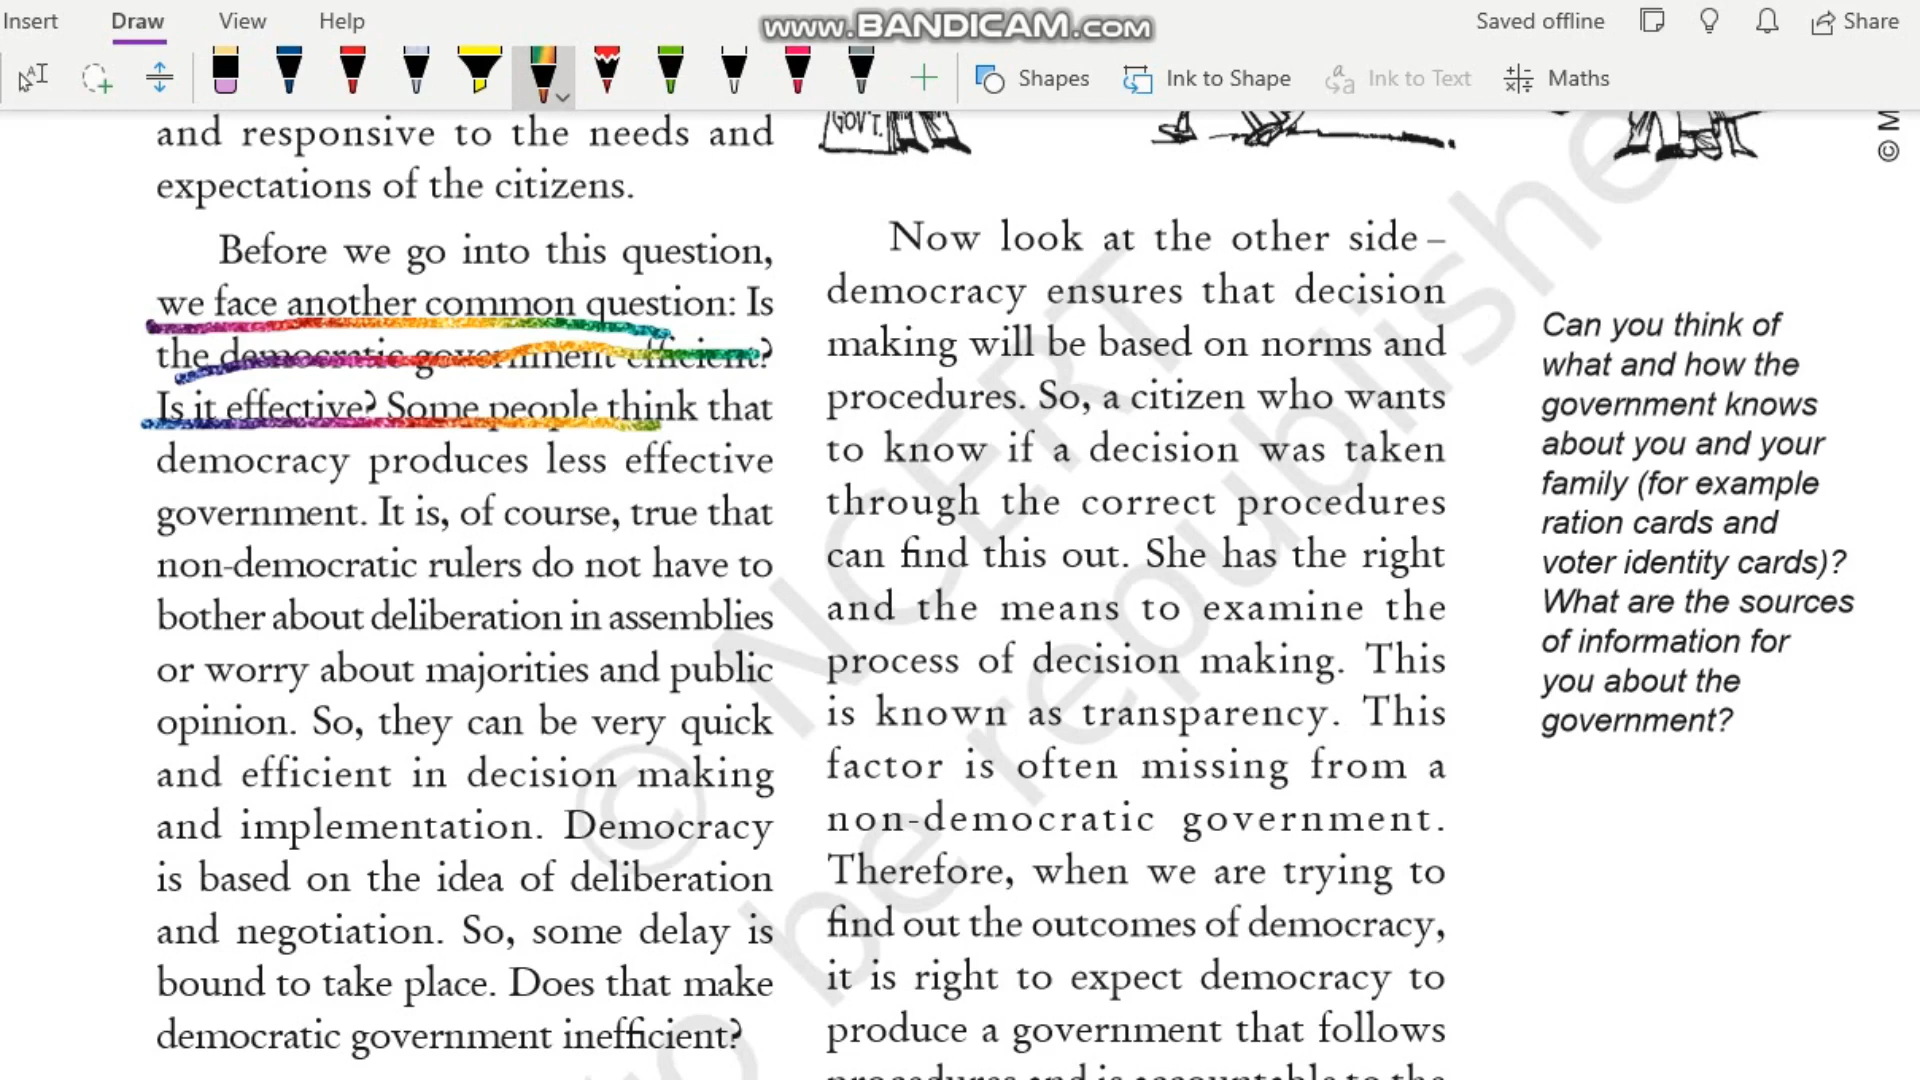 Insert Draw View Help
www.BANDICAM.com
Saved offline
Share
Shapes
Ink to Shape
Ink to Text
Maths
and responsive to the needs and
expectations of the citizens.
Before we go into this question,
we face another common question: Is
the democratic government efficient?
Is it effective? Some people think that
democracy produces less effective
government. It is, of course, true that
non-democratic rulers do not have to
bother about deliberation in assemblies
or worry about majorities and public
opinion. So, they can be very quick
and efficient in decision making
and implementation. Democracy
is based on the idea of deliberation
and negotiation. So, some delay is
bound to take place. Does that make
democratic government inefficient?
GOV'T.
Now look at the other side –
democracy ensures that decision
making will be based on norms and
procedures. So, a citizen who wants
to know if a decision was taken
through the correct procedures
can find this out. She has the right
and the means to examine the
process of decision making. This
is known as transparency. This
factor is often missing from a
non-democratic government.
Therefore, when we are trying to
find out the outcomes of democracy,
it is right to expect democracy to
produce a government that follows
procedures and is accountable to the
© M
Can you think of
what and how the
government knows
about you and your
family (for example
ration cards and
voter identity cards)?
What are the sources
of information for
you about the
government?
© NCERT
to be republishe